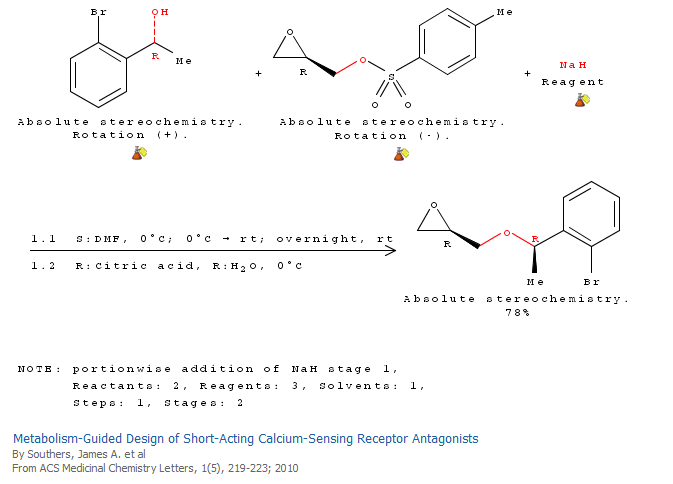 Br
OH
R
Me
+
O
R
O
S
O
O
Me
+
NaH
Reagent
Absolute stereochemistry.
Rotation (+).
Absolute stereochemistry.
Rotation (-).
1.1 S:DMF, 0°C; 0°C → rt; overnight, rt
1.2 R:Citric acid, R:H2O, 0°C
O
R
O
R
Me
Br
Absolute stereochemistry.
78%
NOTE: portionwise addition of NaH stage 1,
Reactants: 2, Reagents: 3, Solvents: 1,
Steps: 1, Stages: 2
Metabolism-Guided Design of Short-Acting Calcium-Sensing Receptor Antagonists
By Southers, James A. et al
From ACS Medicinal Chemistry Letters, 1(5), 219-223; 2010